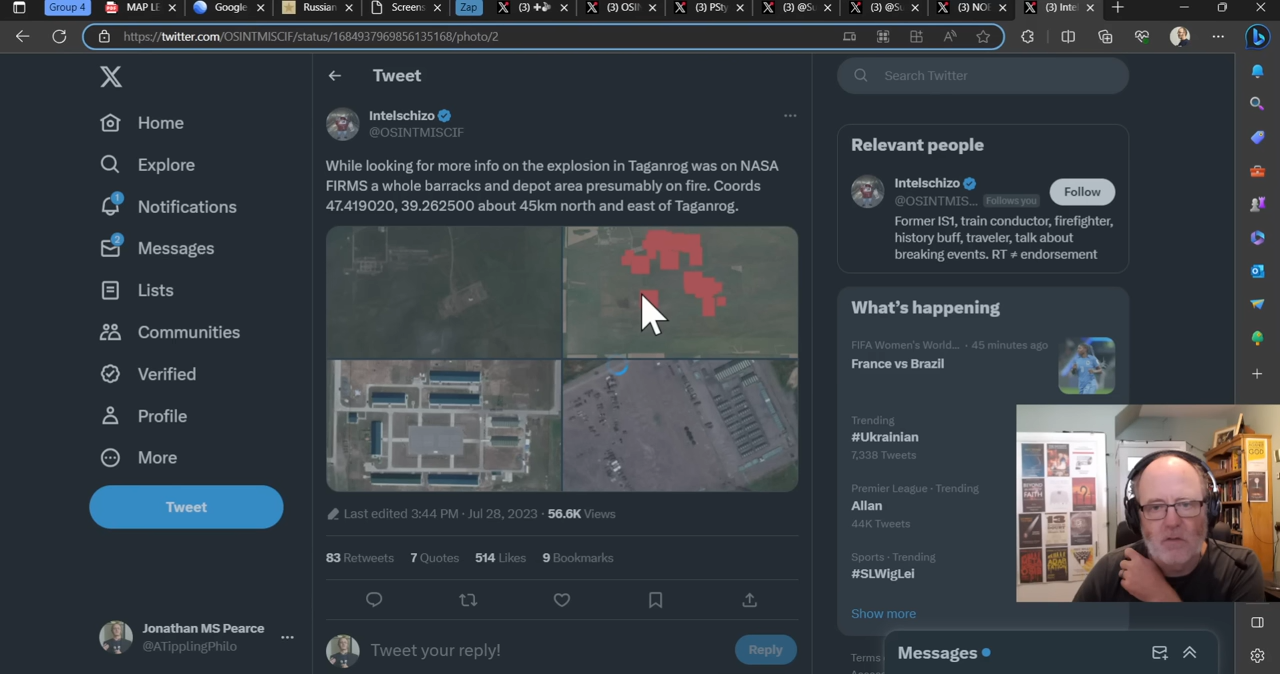 Group 4
MAP LE
Google
Russian
Screens
Zap
(3)
(3) OSIN
(3) PSty
(3) @Su
(3) @Su
(3) NOE
(3) Intel
https://twitter.com/OSINTMISCIF/status/1684937969856135168/photo/2
Home
Explore
1
Notifications
2
Messages
Lists
Communities
Verified
Profile
More
Tweet
Jonathan MS Pearce
@ATipplingPhilo
Tweet
Intelschizo
@OSINTMISCIF
While looking for more info on the explosion in Taganrog was on NASA
FIRMS a whole barracks and depot area presumably on fire. Coords
47.419020, 39.262500 about 45km north and east of Taganrog.
Last edited 3:44 PM · Jul 28, 2023 · 56.6K Views
83 Retweets 7 Quotes 514 Likes 9 Bookmarks
Tweet your reply!
Reply
Search Twitter
Relevant people
Intelschizo
@OSINTMIS... Follows you
Follow
Former IS1, train conductor, firefighter,
history buff, traveler, talk about
breaking events. RT ≠ endorsement
What's happening
FIFA Women's World... · 45 minutes ago
France vs Brazil
Trending
#Ukrainian
7,338 Tweets
Premier League · Trending
Allan
44K Tweets
Sports · Trending
#SLWigLei
Show more
Terms
Messages